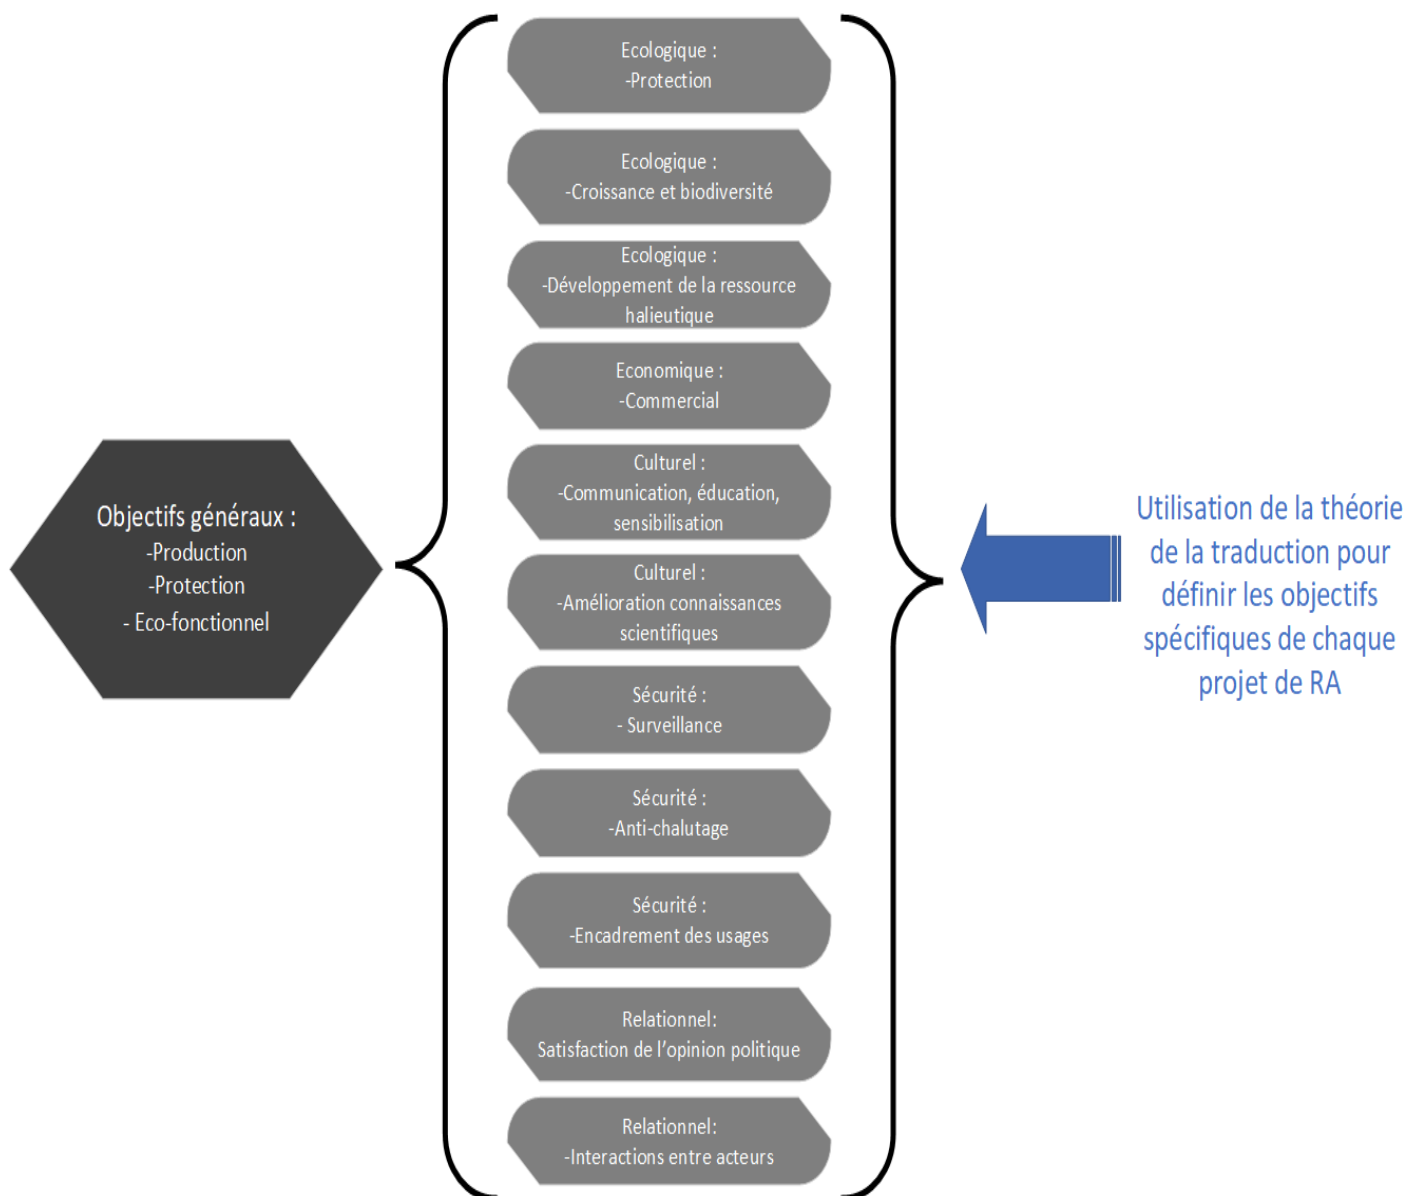 Objectifs généraux :
-Production
-Protection
- Eco-fonctionnel
Ecologique :
-Protection
Ecologique :
-Croissance et biodiversité
Ecologique :
-Développement de la ressource
halieutique
Economique :
-Commercial
Culturel :
-Communication, éducation,
sensibilisation
Culturel :
-Amélioration connaissances
scientifiques
Sécurité :
- Surveillance
Sécurité :
-Anti-chalutage
Sécurité :
-Encadrement des usages
Relationnel:
Satisfaction de l’opinion politique
Relationnel:
-Interactions entre acteurs
Utilisation de la théorie
de la traduction pour
définir les objectifs
spécifiques de chaque
projet de RA